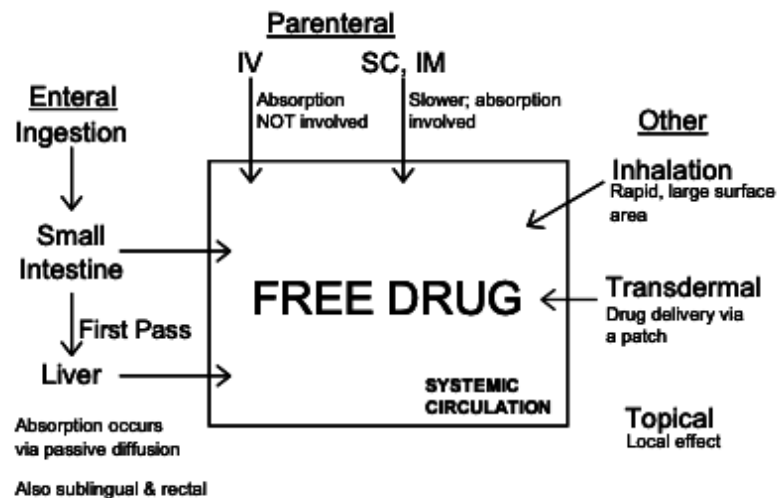 Parenteral
IV
SC, IM
Absorption
NOT involved
Slower; absorption
involved
Enteral
Ingestion
Small
Intestine
First Pass
Liver
Absorption occurs
via passive diffusion
Also sublingual & rectal
FREE DRUG
SYSTEMIC
CIRCULATION
Other
Inhalation
Rapid, large surface
area
Transdermal
Drug delivery via
a patch
Topical
Local effect